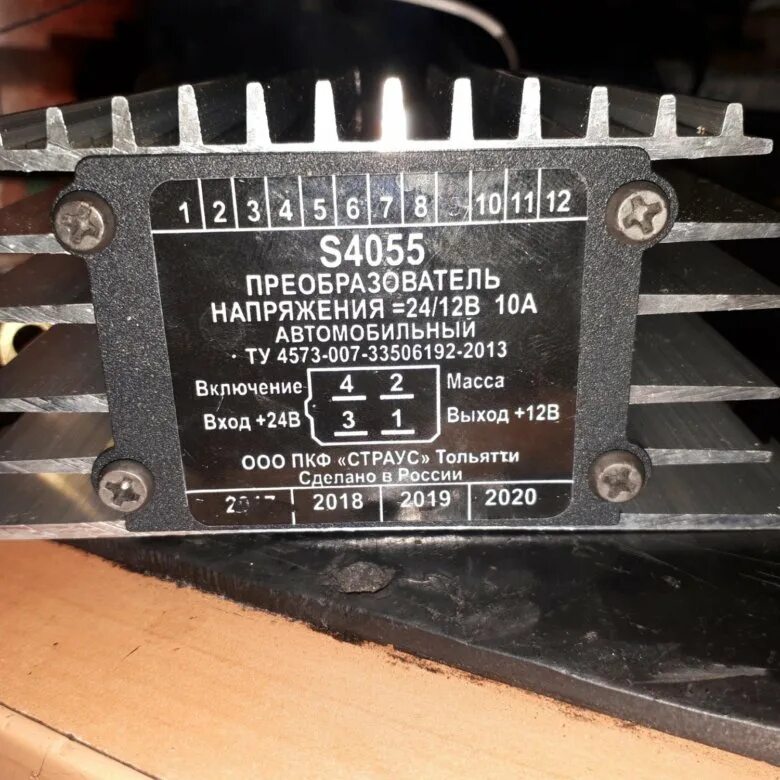 1 2 3 4 5 6 7 8 10 11 12
S4055
ПРЕОБРАЗОВАТЕЛЬ
НАПРЯЖЕНИЯ =24/12В 10А
АВТОМОБИЛЬНЫЙ
ТУ 4573-007-33506192-2013
Включение 4 2 Масса
Вход +24В 3 1 Выход +12В
ООО ПКФ «СТРАУС» Тольятти
Сделано в России
2018 2019 2020